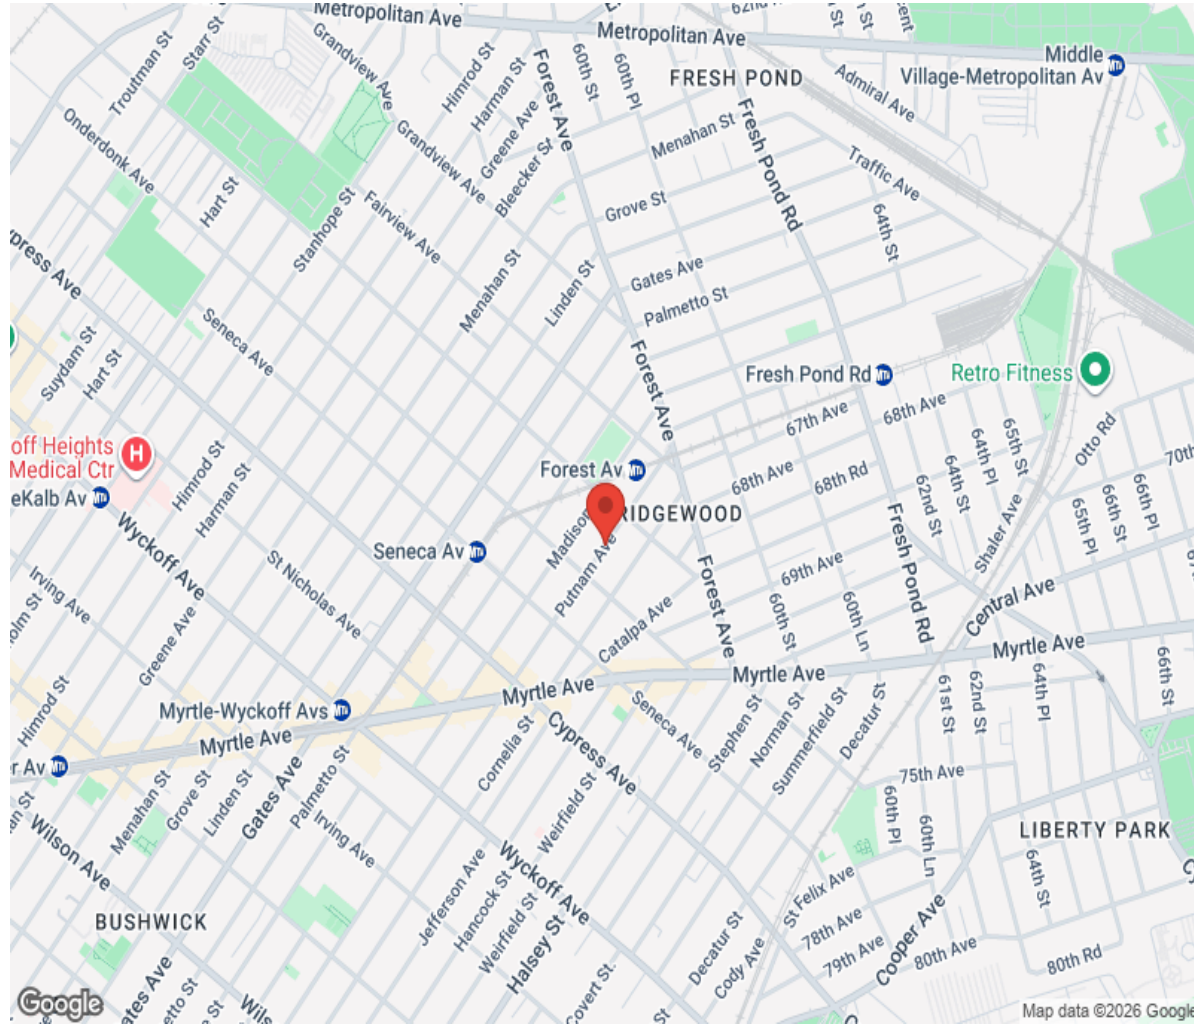 Metropolitan Ave
Metropolitan Ave
Middle
Village-Metropolitan Av
FRESH POND
Troutman St
Starr St
Grandview Ave
Himrod St
Harman St
Greene Ave
Bleecker St
Forest Ave
60th St
60th Pl
Admiral Ave
Onderdonk Ave
Grandview Ave
Menahan St
Fresh Pond Rd
Traffic Ave
Hart St
Stanhope St
Fairview Ave
Grove St
64th St
press Ave
Menahan St
Linden St
Gates Ave
Palmetto St
Seneca Ave
Suydam St
Hart St
Forest Ave
Fresh Pond Rd
Retro Fitness
67th Ave
68th Ave
65th St
64th Pl
64th St
62nd St
Otto Rd
70th
off Heights
Medical Ctr
eKalb Av
Himrod St
Harman St
Forest Av
68th Ave
68th Rd
66th Pl
66th St
65th Pl
RIDGEWOOD
Madison
Putnam Ave
Seneca Av
Wyckoff Ave
St Nicholas Ave
Irving Ave
olm St
Greene Ave
Fresh Pond Rd
Shaler Ave
69th Ave
Forest Ave
60th St
60th Ln
Central Ave
Catalpa Ave
Myrtle Ave
Myrtle Ave
Myrtle Ave
Myrtle-Wyckoff Avs
Myrtle Ave
Himrod St
r Av
Seneca Ave
Cypress Ave
Cornelia St
Stephen St
Norman St
Summerfield St
Decatur St
61st St
62nd St
64th Pl
66th St
Menahan St
Grove St
Linden St
Gates Ave
Palmetto St
Irving Ave
Wilson Ave
Weirfield St
75th Ave
60th Pl
60th Ln
LIBERTY PARK
64th St
Wyckoff Ave
Jefferson Ave
Hancock St
Weirfield St
Halsey St
Covert St
St Felix Ave
78th Ave
79th Ave
80th Ave
80th Rd
Cooper Ave
Decatur St
Cody Ave
BUSHWICK
ates Ave
Google
Map data ©2026 Google